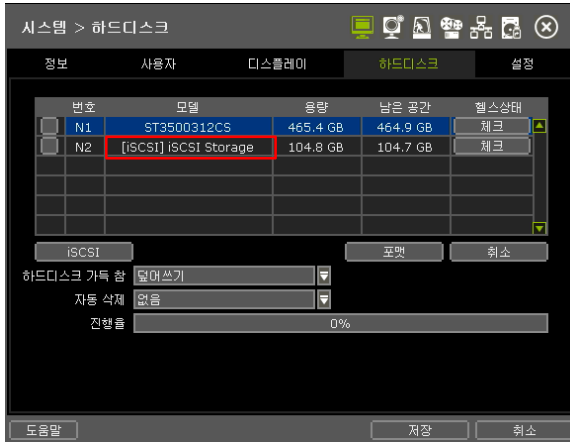 시스템 > 하드디스크
정보 사용자 디스플레이 하드디스크 설정
번호 모델 용량 남은 공간 헬스상태
N1 ST3500312CS 465.4 GB 464.9 GB 체크
N2 [iSCSI] iSCSI Storage 104.8 GB 104.7 GB 체크
iSCSI 포맷 취소
하드디스크 가득 참 덮어쓰기
자동 삭제 없음
진행율 0%
도움말 저장 취소